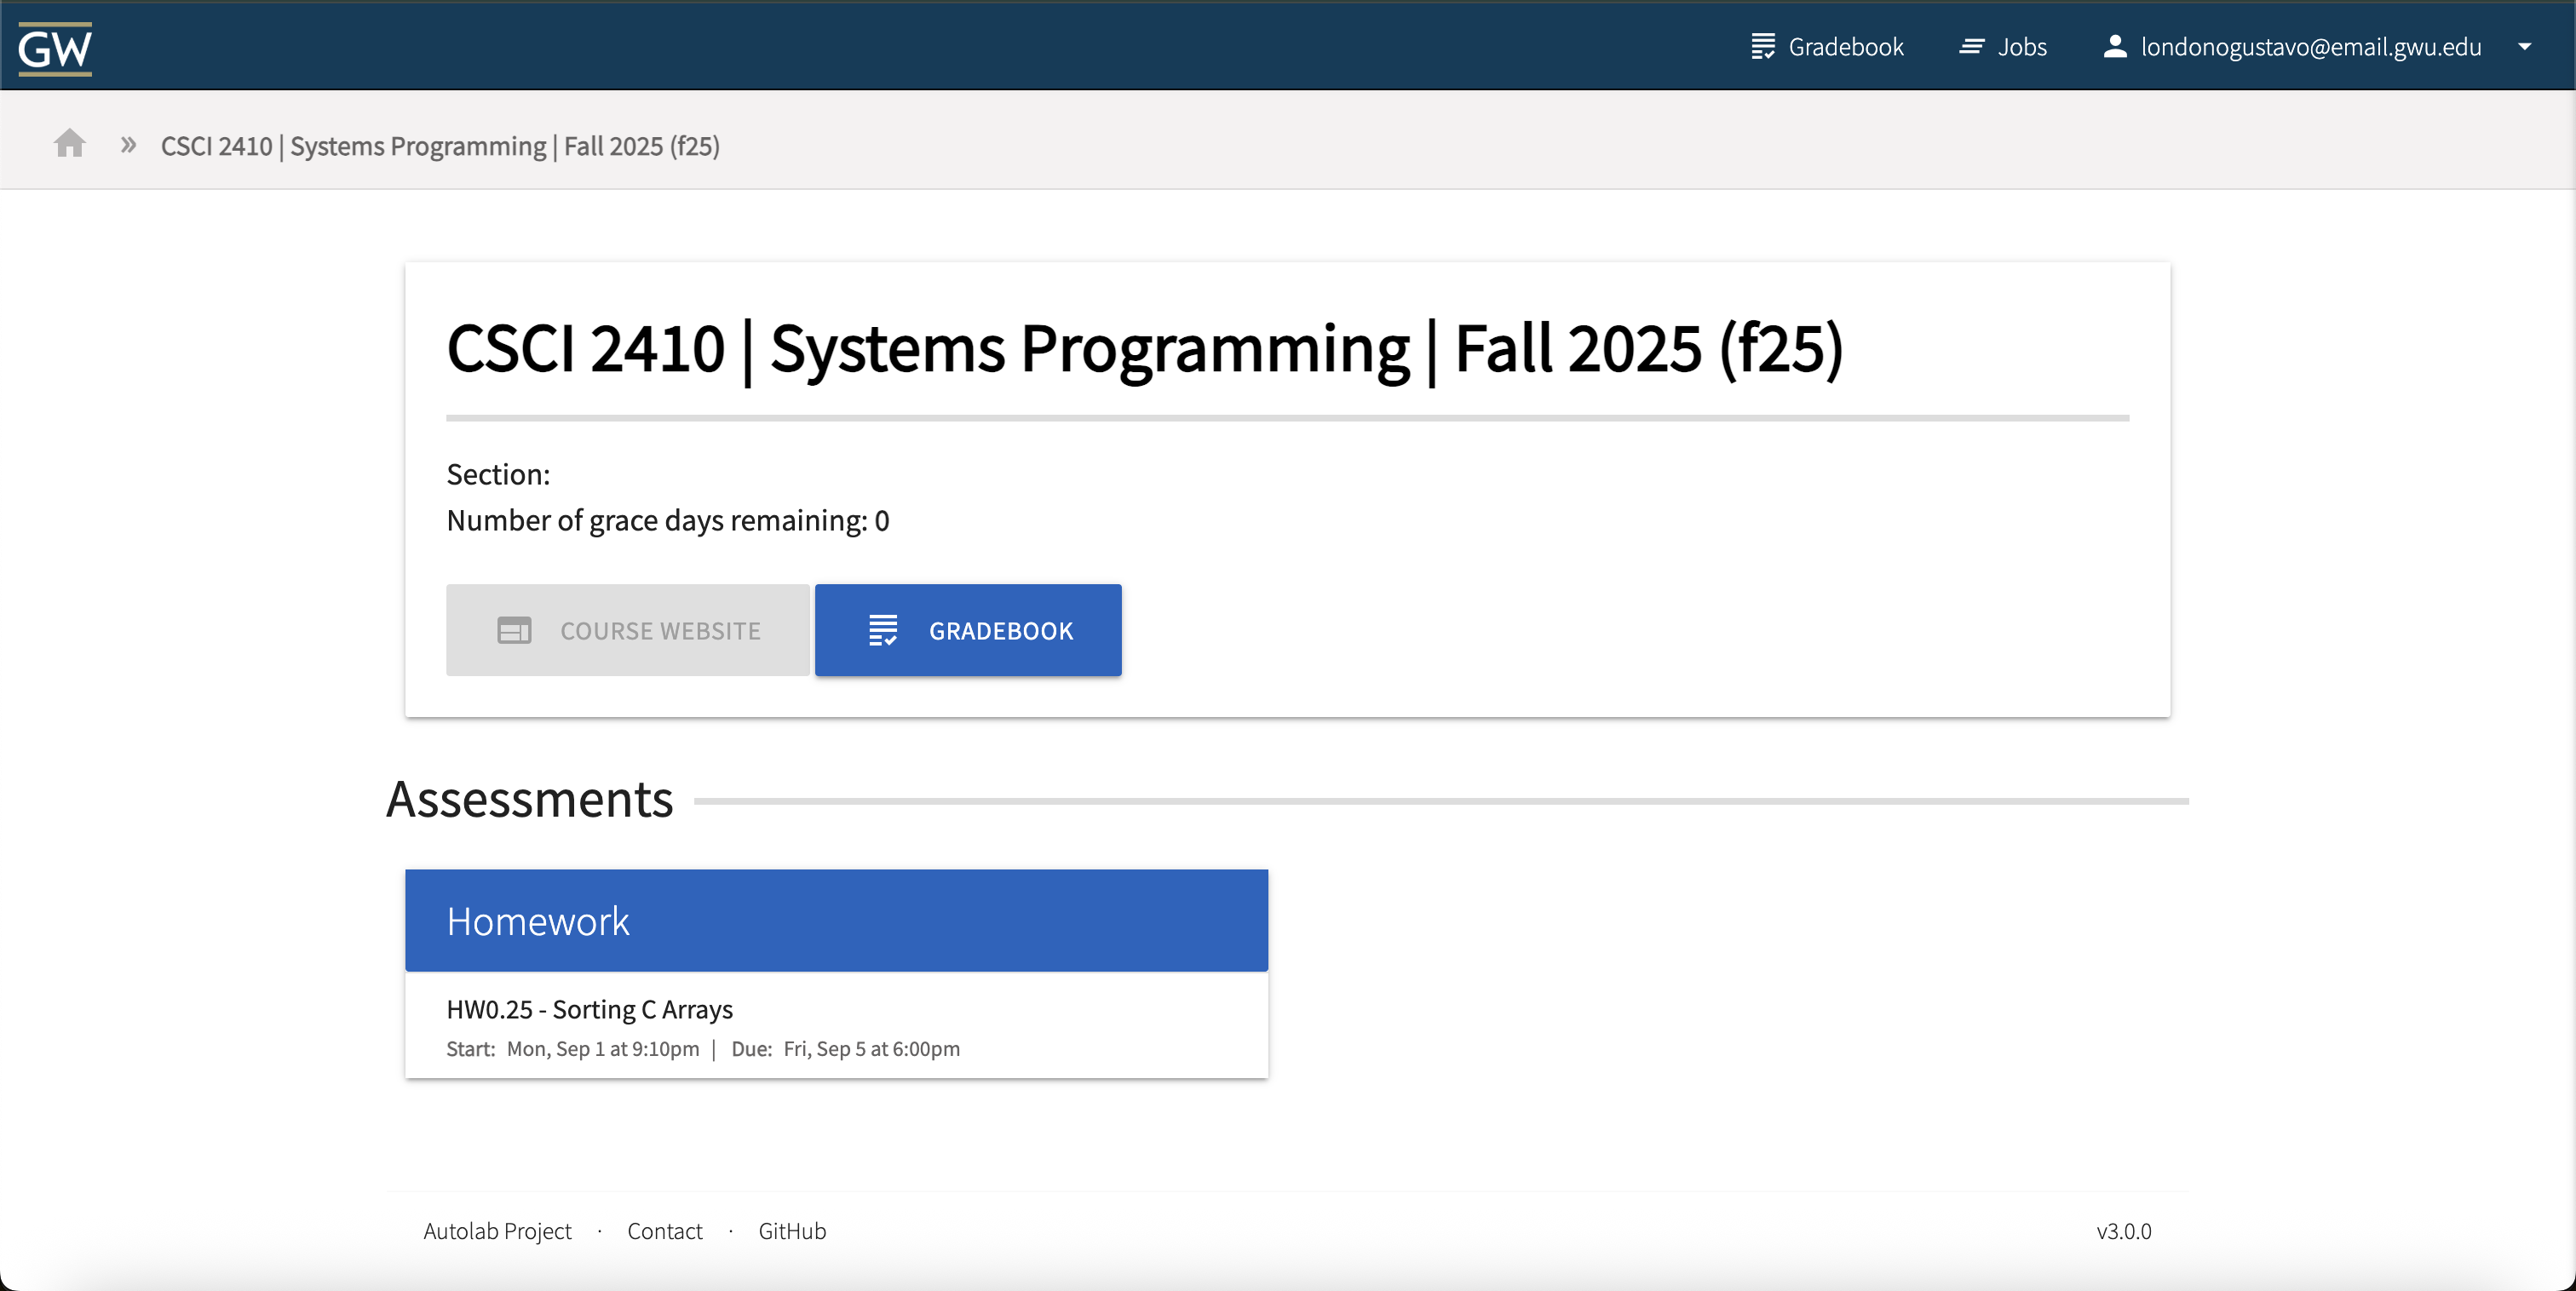 GW
Gradebook
Jobs
londonogustavo@email.gwu.edu
» CSCI 2410 | Systems Programming | Fall 2025 (f25)
CSCI 2410 | Systems Programming | Fall 2025 (f25)
Section:
Number of grace days remaining: 0
COURSE WEBSITE
GRADEBOOK
Assessments
Homework
HW0.25 - Sorting C Arrays
Start: Mon, Sep 1 at 9:10pm | Due: Fri, Sep 5 at 6:00pm
Autolab Project · Contact · GitHub
v3.0.0